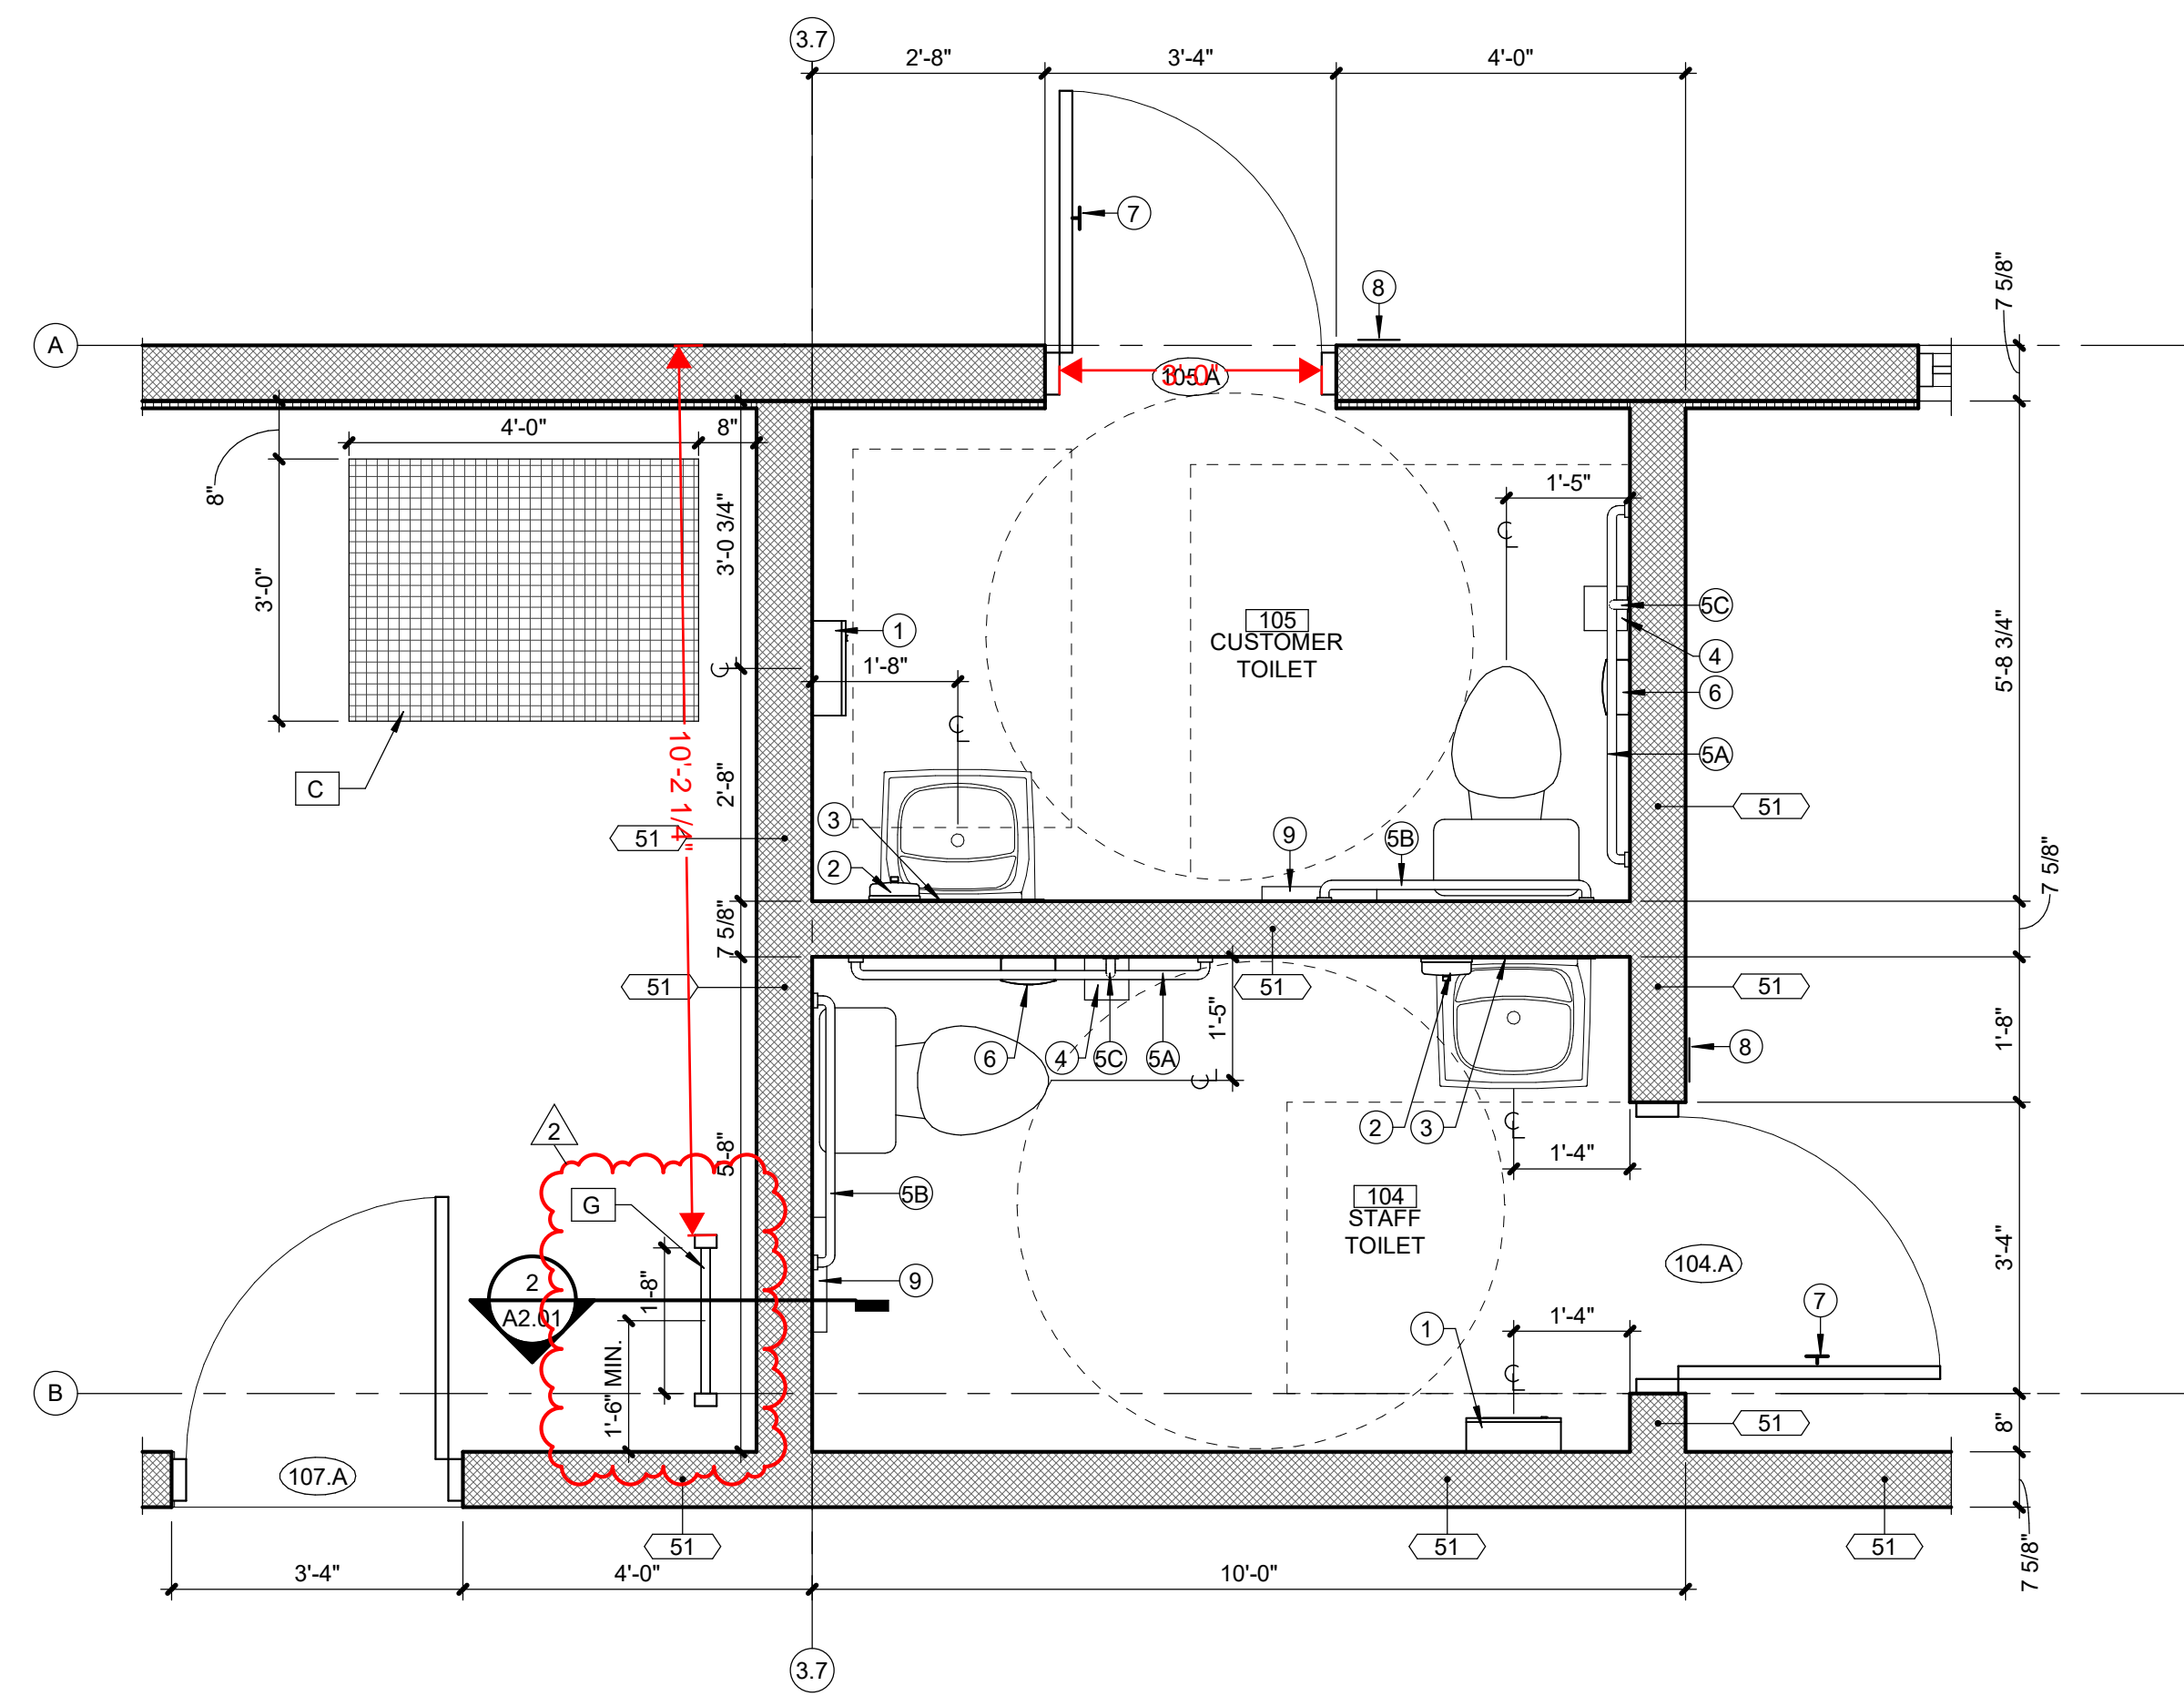 3.7
2'-8"
3'-4"
4'-0"
7
8
7 5/8"
A
105.A
3'-0"
4'-0"
8"
8"
3'-0"
3'-0 3/4"
1'-5"
C
L
5C
1
105
CUSTOMER
TOILET
4
1'-8"
6
5'-8 3/4"
C
L
C
L
10'-2 1/4"
5A
2'-8"
C
51
3
9
5B
51
2
7 5/8"
7 5/8"
51
51
51
1'-5"
1'-8"
8
6
4
5C
5A
C
L
2
2
3
C
L
5'-8"
1'-4"
G
5B
104
STAFF
TOILET
104.A
3'-4"
2
A2.01
1'-8"
9
7
1
1'-4"
C
L
1'-6" MIN.
B
51
8"
107.A
51
51
51
3'-4"
4'-0"
10'-0"
7 5/8"
3.7